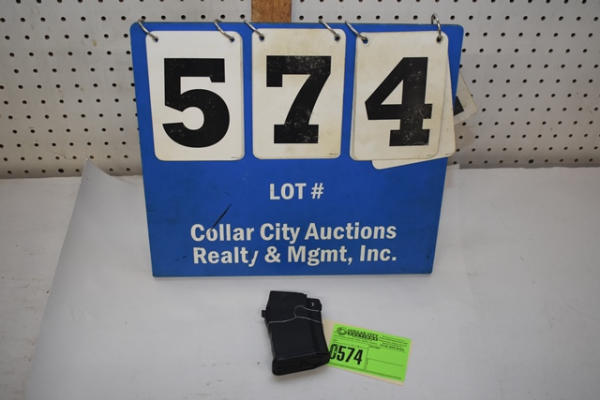 574
LOT #
Collar City Auctions
Realty & Mgmt, Inc.
0574